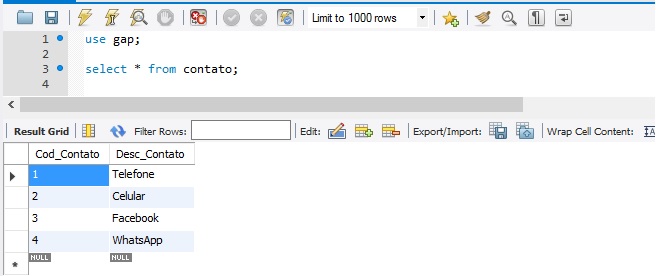 Limit to 1000 rows
1 use gap;
2
3 select * from contato;
4
Result Grid Filter Rows: Edit: Export/Import: Wrap Cell Content:
Cod_Contato Desc_Contato
1 Telefone
2 Celular
3 Facebook
4 WhatsApp
* NULL NULL